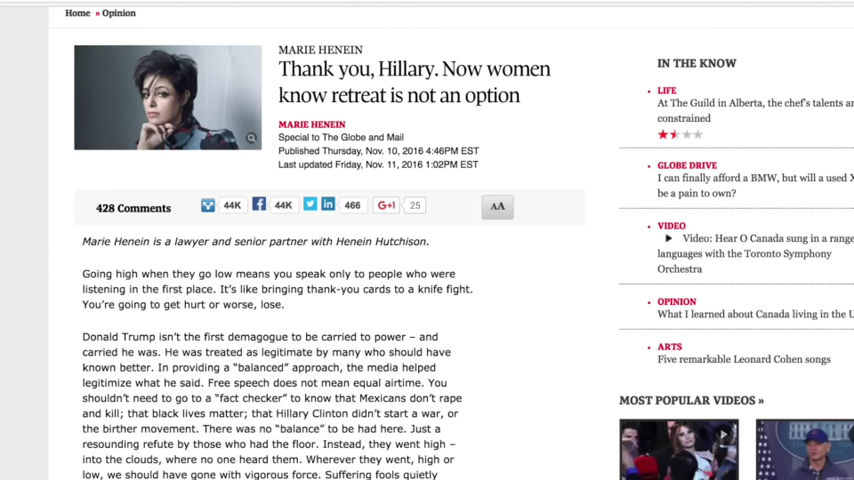 Home » Opinion
MARIE HENEIN
Thank you, Hillary. Now women
know retreat is not an option
MARIE HENEIN
Special to The Globe and Mail
Published Thursday, Nov. 10, 2016 4:46PM EST
Last updated Friday, Nov. 11, 2016 1:02PM EST
428 Comments
44K
44K
466
G+1
25
AA
Marie Henein is a lawyer and senior partner with Henein Hutchison.
Going high when they go low means you speak only to people who were
listening in the first place. It's like bringing thank-you cards to a knife fight.
You're going to get hurt or worse, lose.
Donald Trump isn't the first demagogue to be carried to power – and
carried he was. He was treated as legitimate by many who should have
known better. In providing a "balanced" approach, the media helped
legitimize what he said. Free speech does not mean equal airtime. You
shouldn't need to go to a "fact checker" to know that Mexicans don't rape
and kill; that black lives matter; that Hillary Clinton didn't start a war, or
the birther movement. There was no "balance" to be had here. Just a
resounding refute by those who had the floor. Instead, they went high –
into the clouds, where no one heard them. Wherever they went, high or
low, we should have gone with vigorous force. Suffering fools quietly
IN THE KNOW
LIFE
At The Guild in Alberta, the chef's talents ar
constrained
GLOBE DRIVE
I can finally afford a BMW, but will a used X
be a pain to own?
VIDEO
Video: Hear O Canada sung in a range
languages with the Toronto Symphony
Orchestra
OPINION
What I learned about Canada living in the U
ARTS
Five remarkable Leonard Cohen songs
MOST POPULAR VIDEOS »